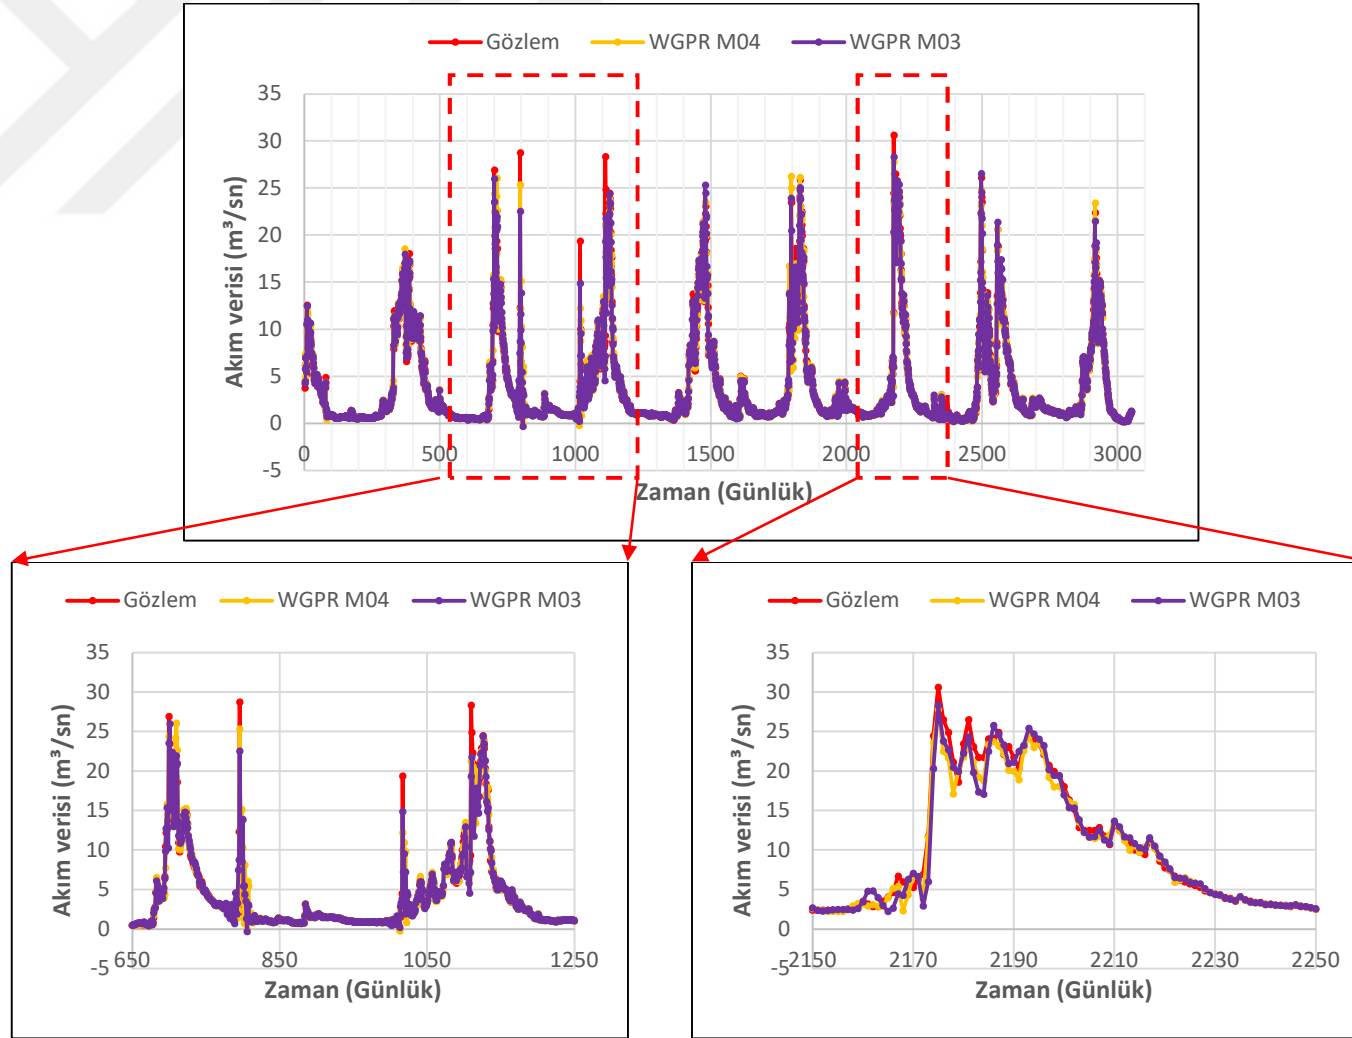 Gözlem WGPR M04 WGPR M03
Akım verisi (m³/sn)
35
30
25
20
15
10
5
0
-5
0 500 1000 1500 2000 2500 3000
Zaman (Günlük)
Gözlem WGPR M04 WGPR M03
Akım verisi (m³/sn)
35
30
25
20
15
10
5
0
-5
650 850 1050 1250
Zaman (Günlük)
Gözlem WGPR M04 WGPR M03
Akım verisi (m³/sn)
35
30
25
20
15
10
5
0
-5
2150 2170 2190 2210 2230 2250
Zaman (Günlük)